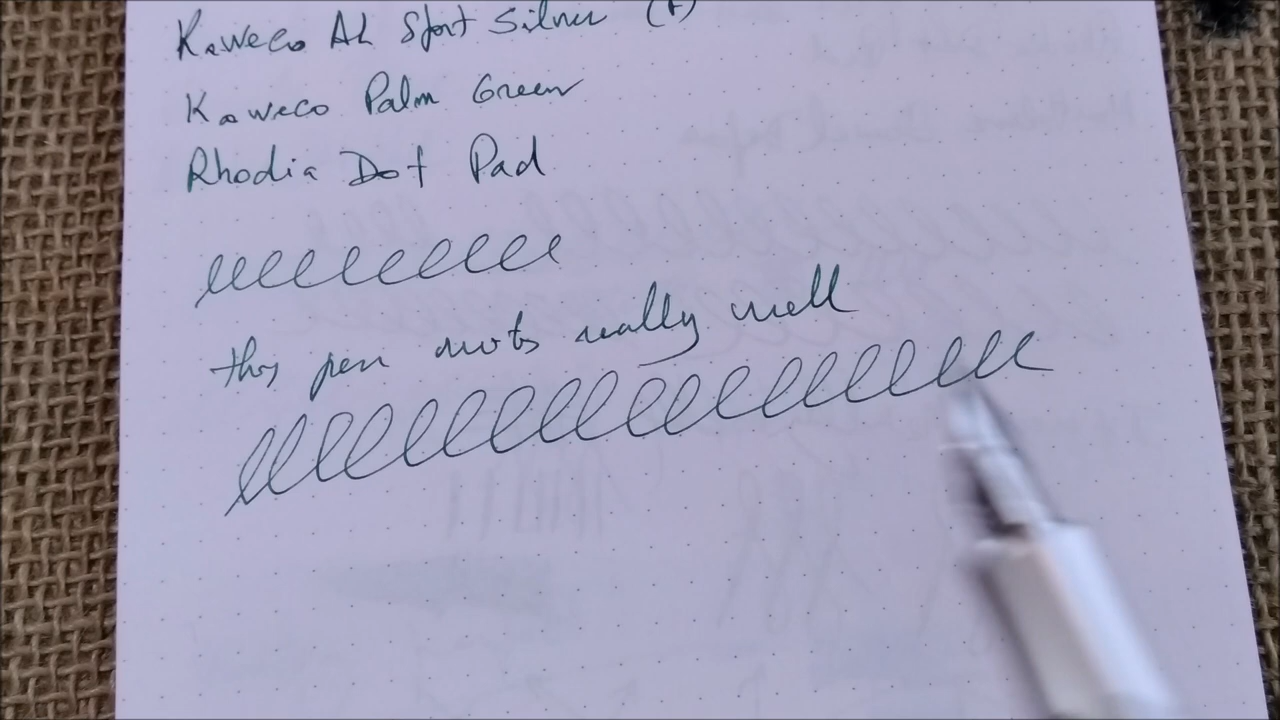 Kaweco AL Sport Silver (F)
Kaweco Palm Green
Rhodia Dot Pad
this pen writes really well